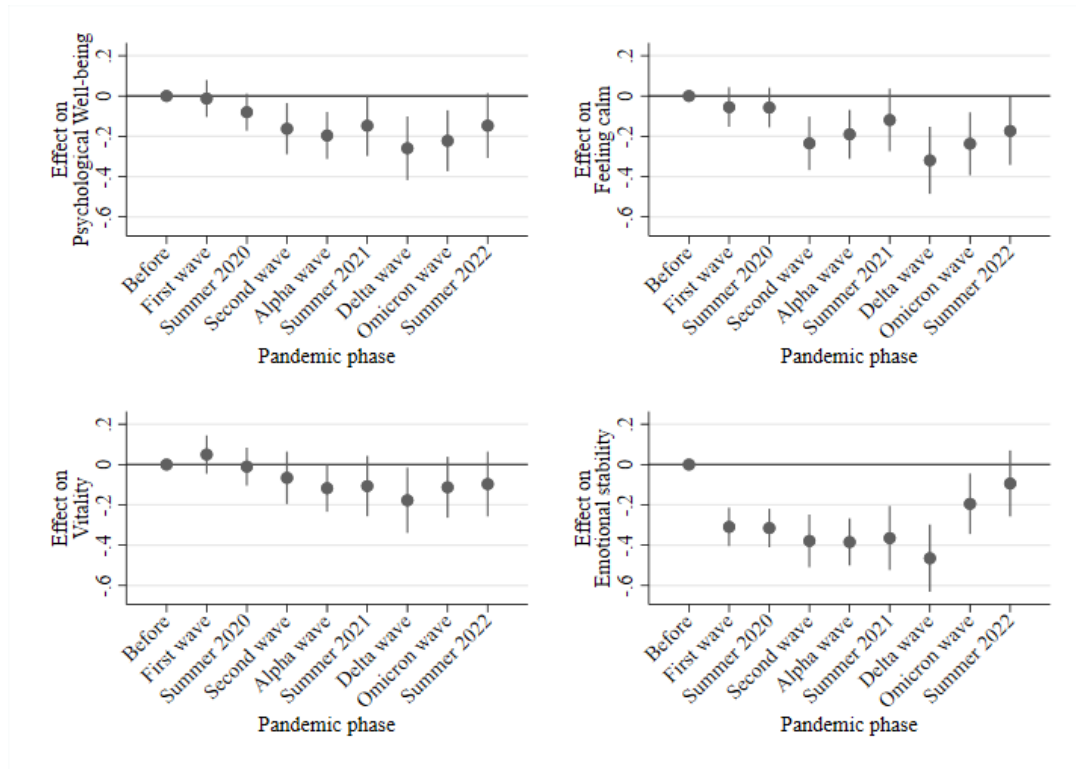 Effect on
Psychological Well-being
.2
0
-.2
-.4
-.6
Before
First wave
Summer 2020
Second wave
Alpha wave
Summer 2021
Delta wave
Omicron wave
Summer 2022
Pandemic phase
Effect on
Feeling calm
.2
0
-.2
-.4
-.6
Before
First wave
Summer 2020
Second wave
Alpha wave
Summer 2021
Delta wave
Omicron wave
Summer 2022
Pandemic phase
Effect on
Vitality
.2
0
-.2
-.4
-.6
Before
First wave
Summer 2020
Second wave
Alpha wave
Summer 2021
Delta wave
Omicron wave
Summer 2022
Pandemic phase
Effect on
Emotional stability
.2
0
-.2
-.4
-.6
Before
First wave
Summer 2020
Second wave
Alpha wave
Summer 2021
Delta wave
Omicron wave
Summer 2022
Pandemic phase